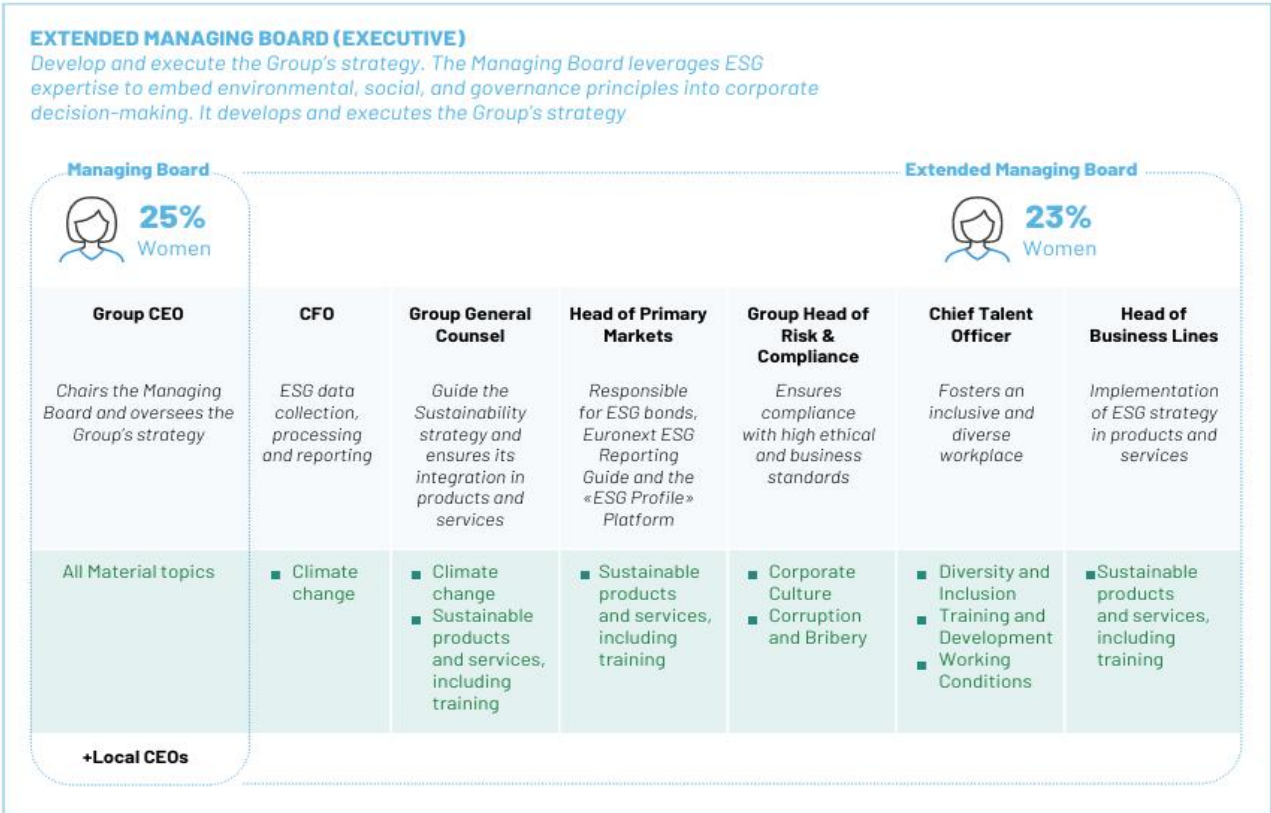 EXTENDED MANAGING BOARD (EXECUTIVE)
Develop and execute the Group's strategy. The Managing Board leverages ESG
expertise to embed environmental, social, and governance principles into corporate
decision-making. It develops and executes the Group's strategy
Managing Board
25%
Women
Extended Managing Board
23%
Women
Group CEO
Chairs the Managing
Board and oversees the
Group's strategy
All Material topics
+Local CEOs
CFO
ESG data
collection,
processing
and reporting
Climate
change
Group General
Counsel
Guide the
Sustainability
strategy and
ensures its
integration in
products and
services
Climate
change
Sustainable
products
and services,
including
training
Head of Primary
Markets
Responsible
for ESG bonds,
Euronext ESG
Reporting
Guide and the
«ESG Profile»
Platform
Sustainable
products
and services,
including
training
Group Head of
Risk &
Compliance
Ensures
compliance
with high ethical
and business
standards
Corporate
Culture
Corruption
and Bribery
Chief Talent
Officer
Fosters an
inclusive and
diverse
workplace
Diversity and
Inclusion
Training and
Development
Working
Conditions
Head of
Business Lines
Implementation
of ESG strategy
in products and
services
Sustainable
products
and services,
including
training